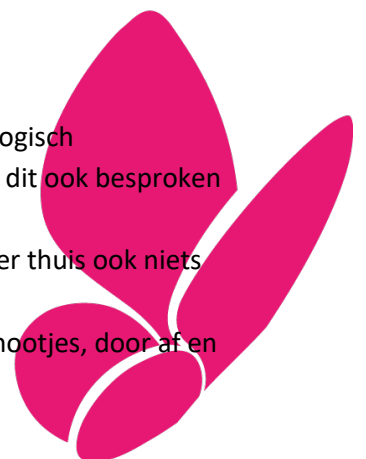 ogisch
dit ook besproken
er thuis ook niets
nootjes, door af en